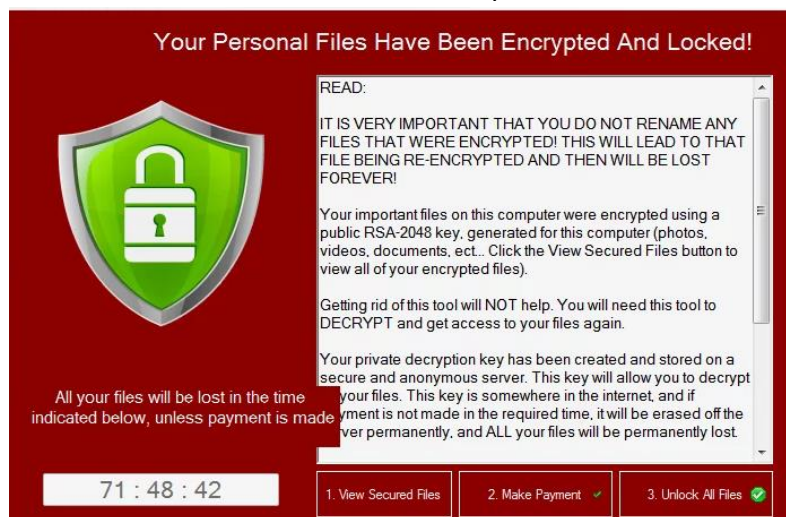 Your Personal Files Have Been Encrypted And Locked!
READ:
IT IS VERY IMPORTANT THAT YOU DO NOT RENAME ANY
FILES THAT WERE ENCRYPTED! THIS WILL LEAD TO THAT
FILE BEING RE-ENCRYPTED AND THEN WILL BE LOST
FOREVER!
Your important files on this computer were encrypted using a
public RSA-2048 key, generated for this computer (photos,
videos, documents, ect... Click the View Secured Files button to
view all of your encrypted files).
Getting rid of this tool will NOT help. You will need this tool to
DECRYPT and get access to your files again.
Your private decryption key has been created and stored on a
secure and anonymous server. This key will allow you to decrypt
your files. This key is somewhere in the internet, and if
is not made in the required time, it will be erased off the
permanently, and ALL your files will be permanently lost.
All your files will be lost in the time
indicated below, unless payment is made
71 : 48 : 42
1. View Secured Files
2. Make Payment
3. Unlock All Files